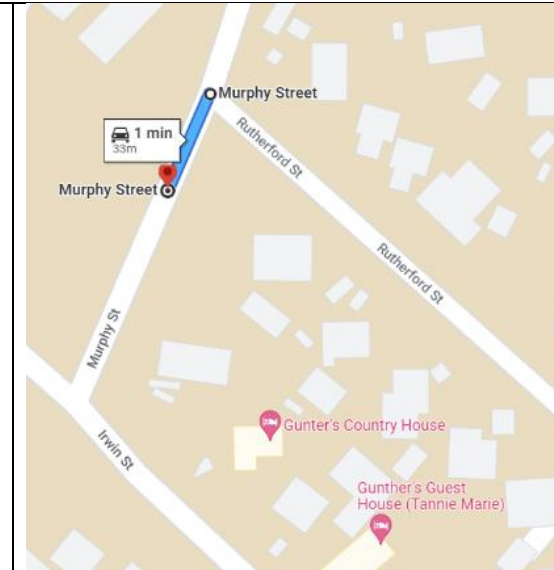 Murphy Street
1 min
33m
Murphy Street
Rutherford St
Rutherford St
Murphy St
Irwin St
Gunter's Country House
Gunther's Guest
House (Tannie Marie)